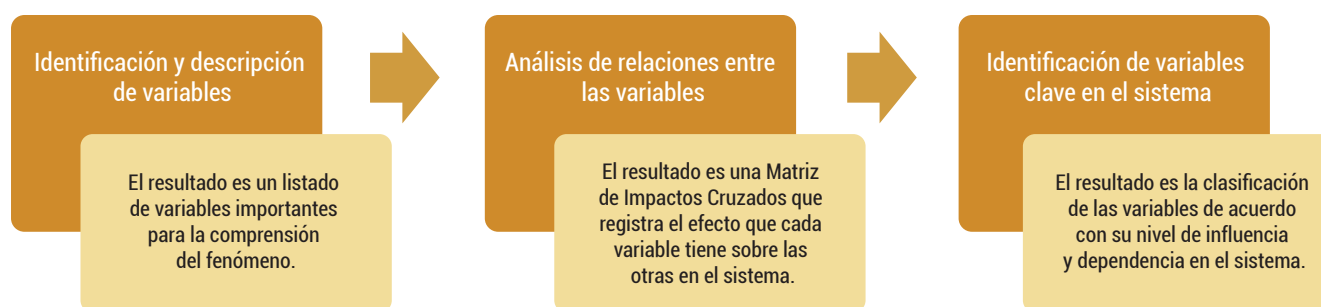 Identificación y descripción
de variables
El resultado es un listado
de variables importantes
para la comprensión
del fenómeno.
Análisis de relaciones entre
las variables
El resultado es una Matriz
de Impactos Cruzados que
registra el efecto que cada
variable tiene sobre las
otras en el sistema.
Identificación de variables
clave en el sistema
El resultado es la clasificación
de las variables de acuerdo
con su nivel de influencia
y dependencia en el sistema.